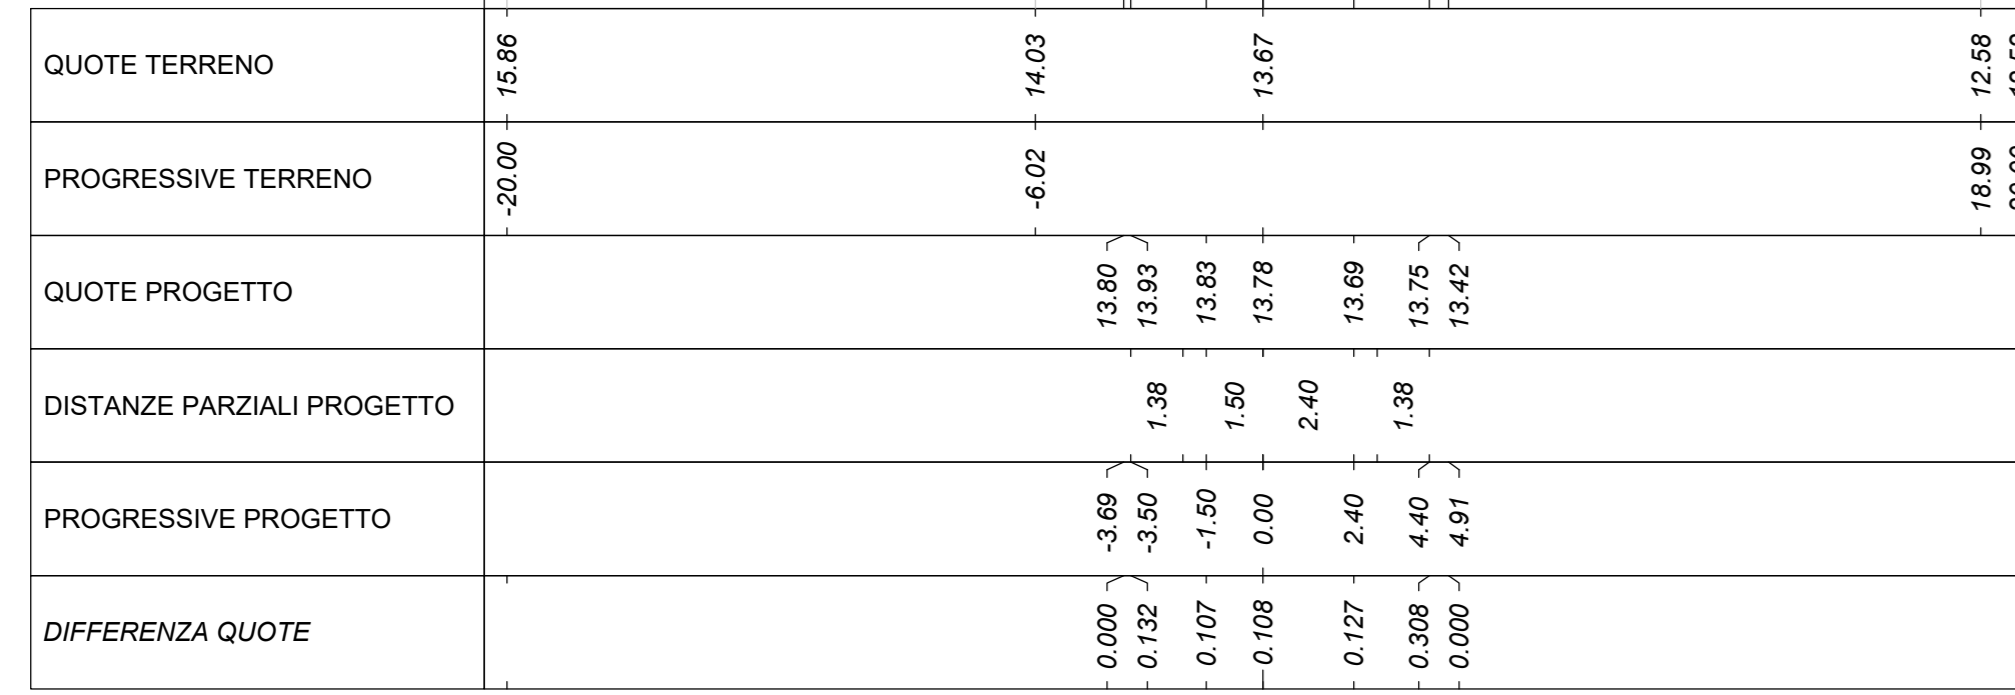 QUOTE TERRENO 15.86 14.03 13.67 12.58
PROGRESSIVE TERRENO -20.00 -6.02 18.99
QUOTE PROGETTO 13.80 13.93 13.83 13.78 13.69 13.75 13.42
DISTANZE PARZIALI PROGETTO 1.38 1.50 2.40 1.38
PROGRESSIVE PROGETTO -3.69 -3.50 -1.50 0.00 2.40 4.40 4.91
DIFFERENZA QUOTE 0.000 0.132 0.107 0.108 0.127 0.308 0.000